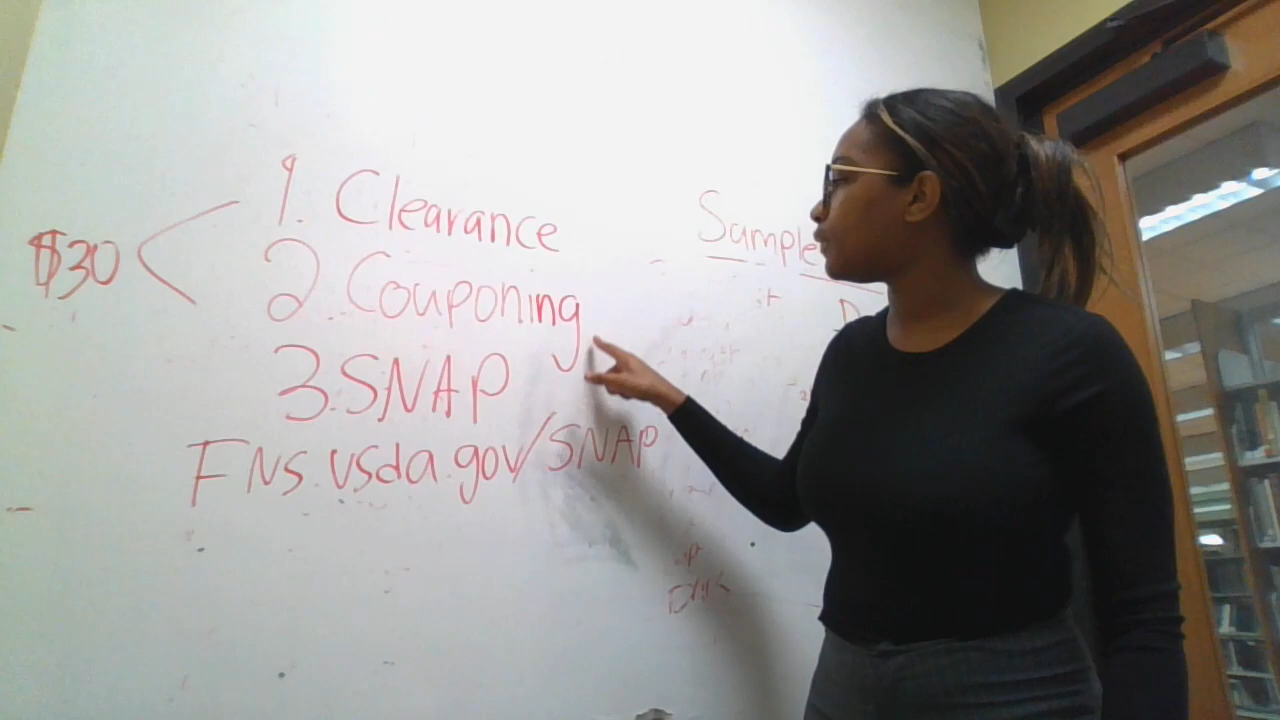 $30
1. Clearance
2. Couponing
3. SNAP
FNS.usda.gov/SNAP
Sample